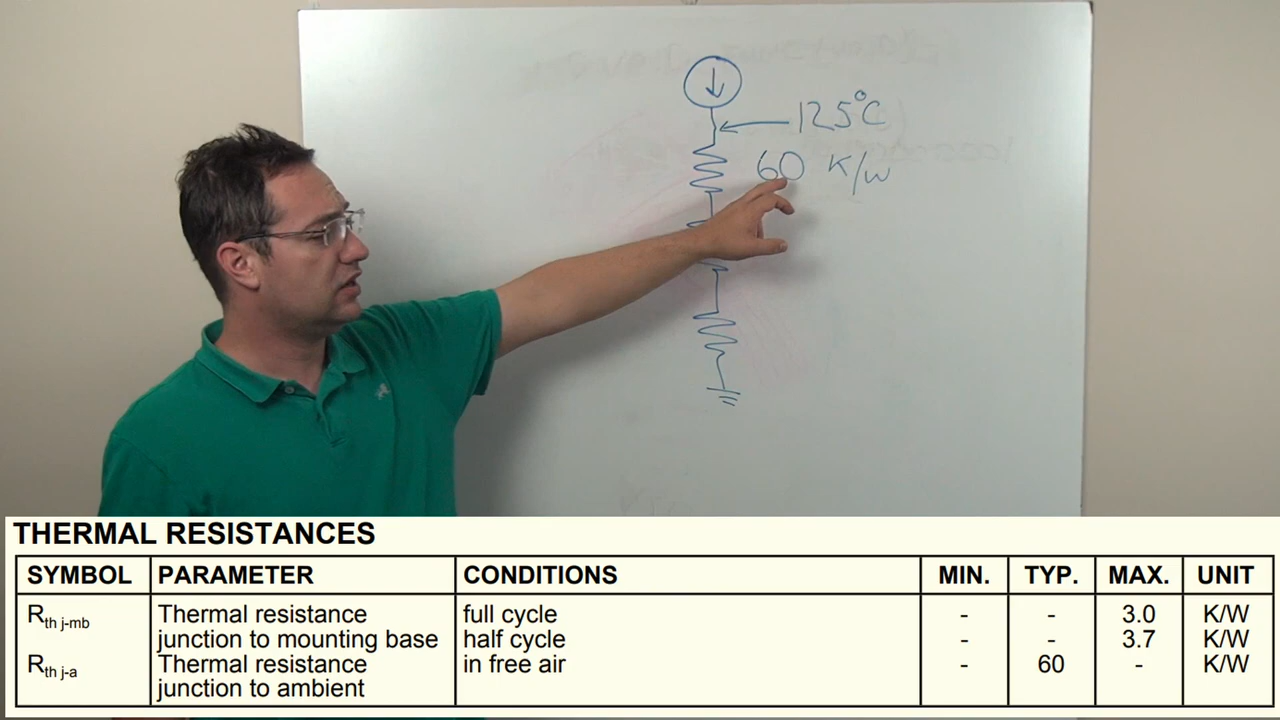 125°C
60 K/W
THERMAL RESISTANCES
SYMBOL PARAMETER CONDITIONS MIN. TYP. MAX. UNIT
Rth j-mb Thermal resistance full cycle - - 3.0 K/W
junction to mounting base half cycle - - 3.7 K/W
Rth j-a Thermal resistance in free air - 60 - K/W
junction to ambient